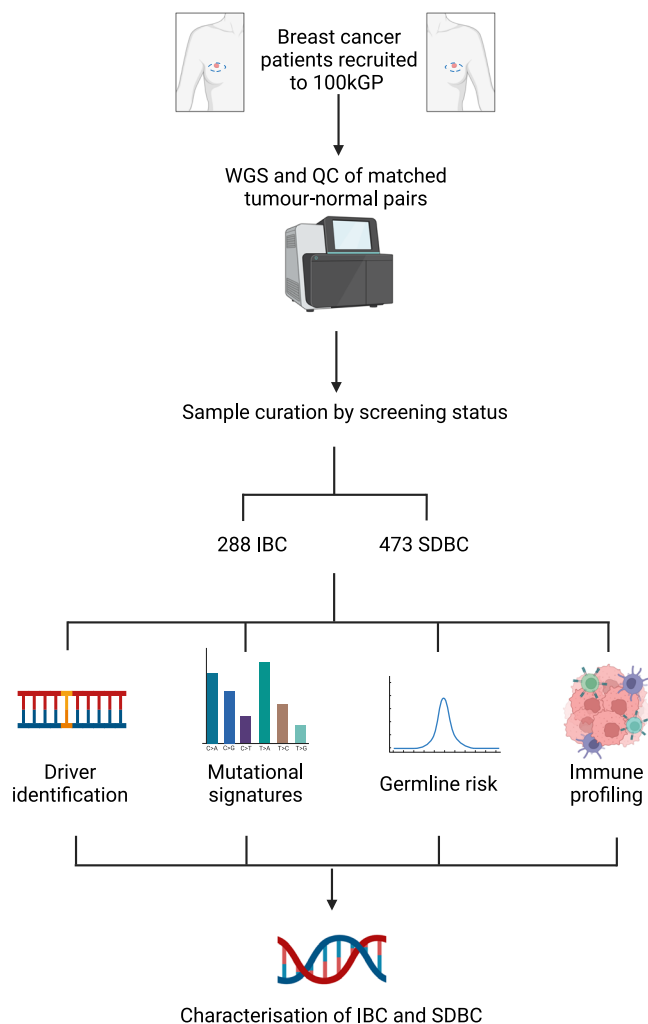 Breast cancer
patients recruited
to 100kGP
WGS and QC of matched
tumour-normal pairs
Sample curation by screening status
288 IBC
473 SDBC
C>A C>G C>T T>A T>C T>G
Driver
identification
Mutational
signatures
Germline risk
Immune
profiling
Characterisation of IBC and SDBC